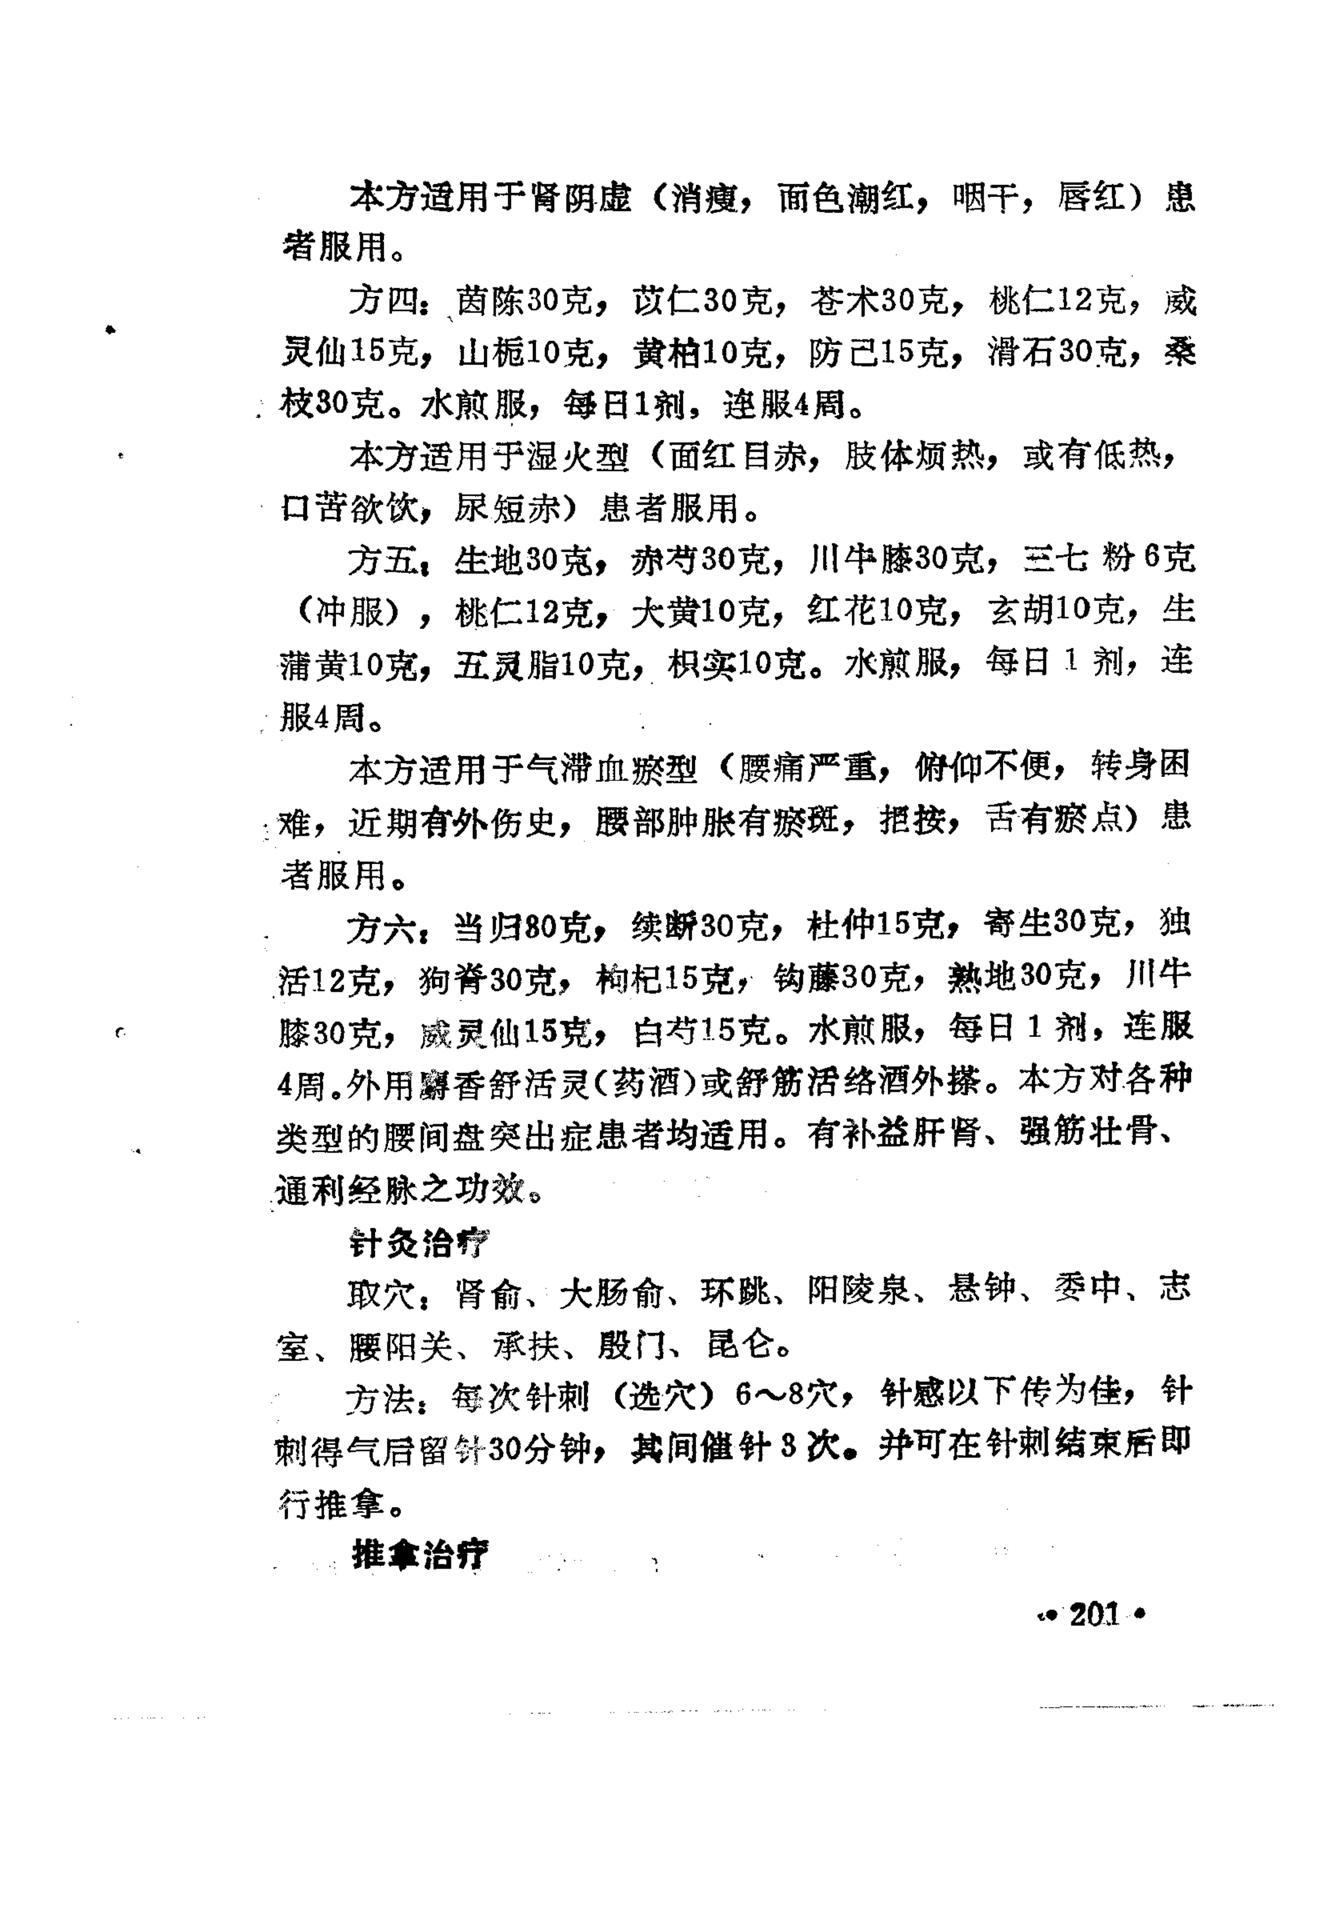 本方适用于肾阴虚（消瘦，面色潮红，咽干，唇红）患
者服用。
方四：茵陈30克，苡仁30克，苍术30克，桃仁12克，威
灵仙15克，山栀10克，黄柏10克，防己15克，滑石30克，桑
枝30克。水煎服，每日1剂，连服4周。
本方适用于湿火型（面红目赤，肢体烦热，或有低热，
口苦欲饮，尿短赤）患者服用。
方五：生地30克，赤芍30克，川牛膝30克，三七粉6克
（冲服），桃仁12克，大黄10克，红花10克，玄胡10克，生
蒲黄10克，五灵脂10克，枳实10克。水煎服，每日1剂，连
服4周。
本方适用于气滞血瘀型（腰痛严重，俯仰不便，转身困
难，近期有外伤史，腰部肿胀有瘀斑，拒按，舌有瘀点）患
者服用。
方六：当归30克，续断30克，杜仲15克，寄生30克，独
活12克，狗脊30克，枸杞15克，钩藤30克，熟地30克，川牛
膝30克，威灵仙15克，白芍15克。水煎服，每日1剂，连服
4周。外用麝香舒活灵(药酒)或舒筋活络酒外搽。本方对各种
类型的腰间盘突出症患者均适用。有补益肝肾、强筋壮骨、
通利经脉之功效。
针灸治疗
取穴：肾俞、大肠俞、环跳、阳陵泉、悬钟、委中、志
室、腰阳关、承扶、殷门、昆仑。
方法：每次针刺（选穴）6～8穴，针感以下传为佳，针
刺得气后留针30分钟，其间催针3次。并可在针刺结束后即
行推拿。
推拿治疗
• 201 •